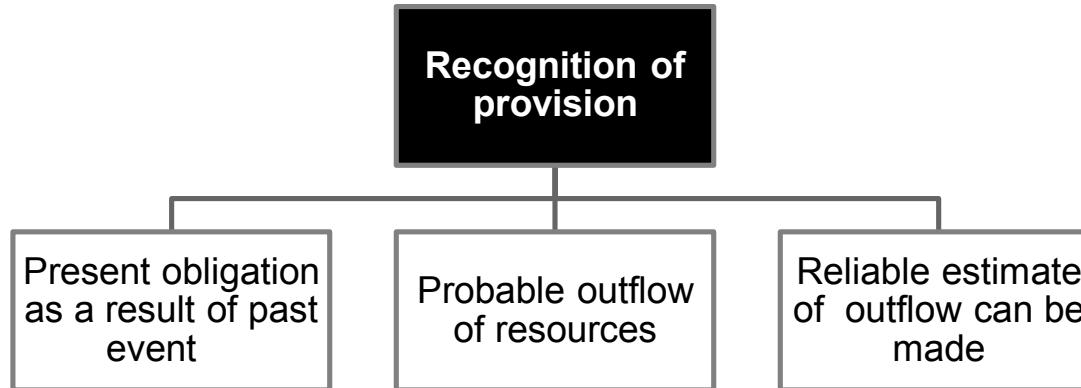 Recognition of
provision
Present obligation
as a result of past
event
Probable outflow
of resources
Reliable estimate
of outflow can be
made